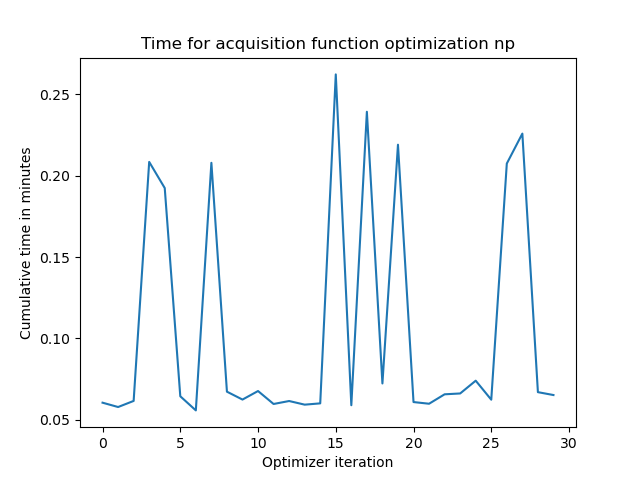 Time for acquisition function optimization np
Cumulative time in minutes
0.25
0.20
0.15
0.10
0.05
0 5 10 15 20 25 30
Optimizer iteration